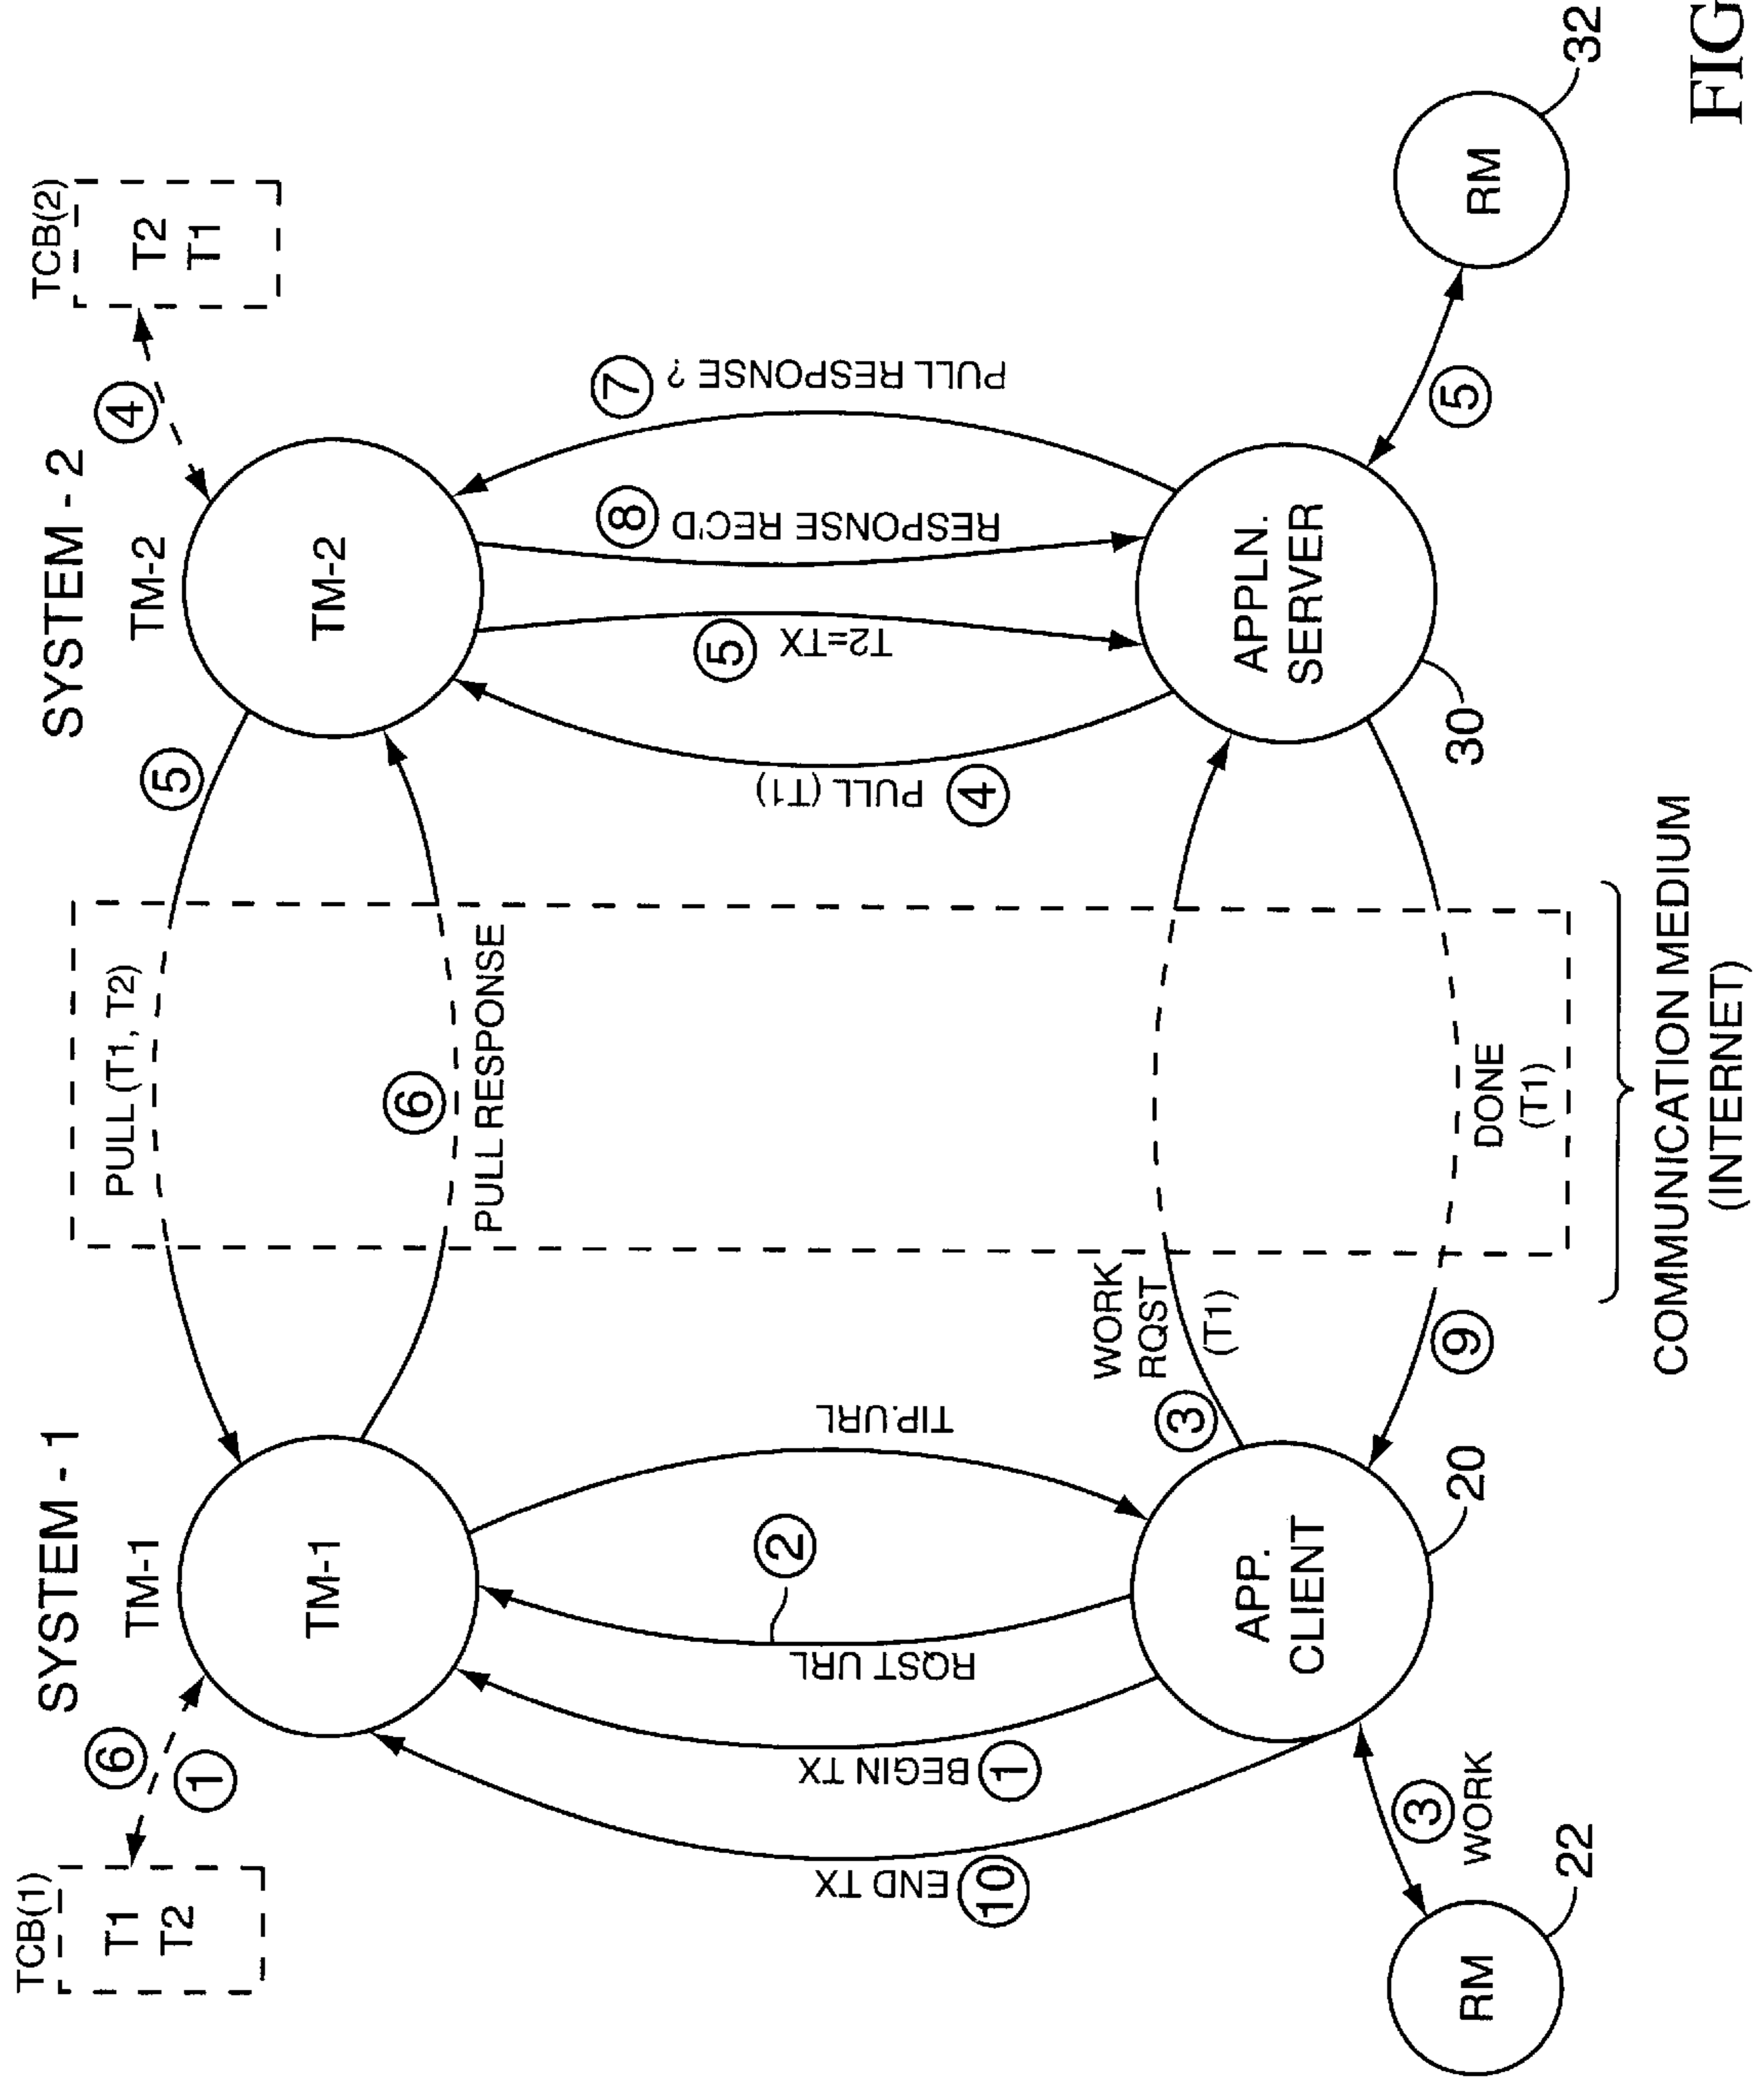 SYSTEM - 1
SYSTEM - 2
TCB(1)
T1
T2
6
1
TM-1
TM-1
PULL (T1, T2)
5
TM-2
TM-2
4
TCB(2)
T2
T1
6
PULL RESPONSE
END TX
10
BEGIN TX
1
RQST URL
2
TIP.URL
PULL (T1)
4
T2=TX
5
RESPONSE REC'D
8
PULL RESPONSE ?
7
WORK
RQST
(T1)
3
APP.
CLIENT
20
APPLN.
SERVER
30
DONE
(T1)
9
3
WORK
RM
22
5
RM
32
COMMUNICATION MEDIUM
(INTERNET)
FIG